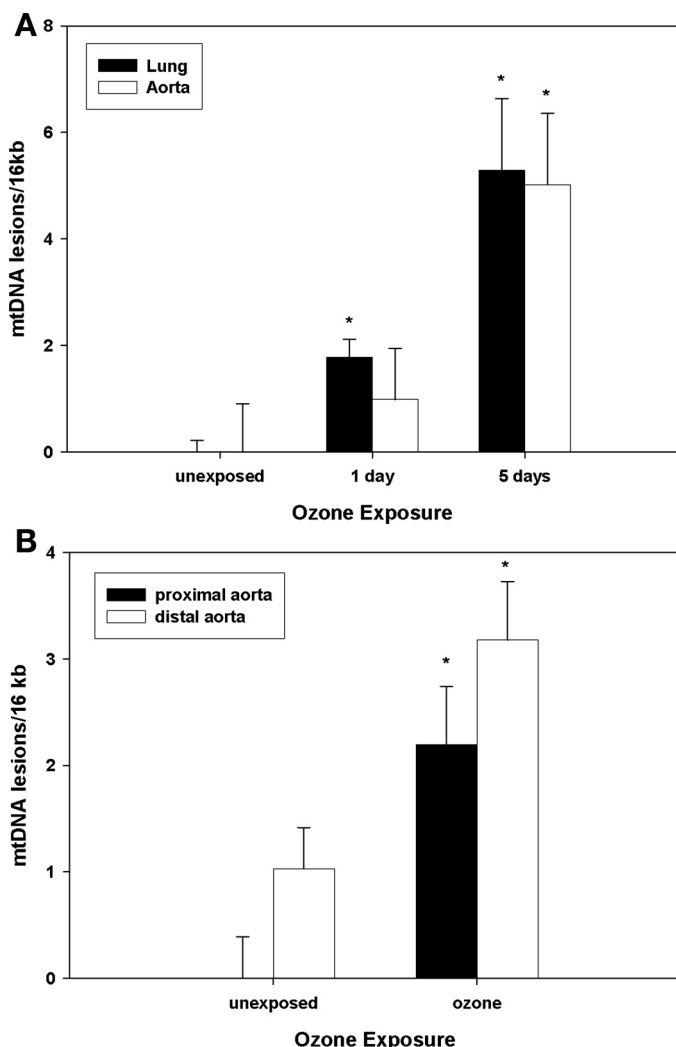 A
8
Lung
Aorta
*
*
6
mtDNA lesions/16kb
4
*
2
0
unexposed
1 day
5 days
Ozone Exposure
B
4
proximal aorta
distal aorta
*
*
3
mtDNA lesions/16 kb
2
1
0
unexposed
ozone
Ozone Exposure